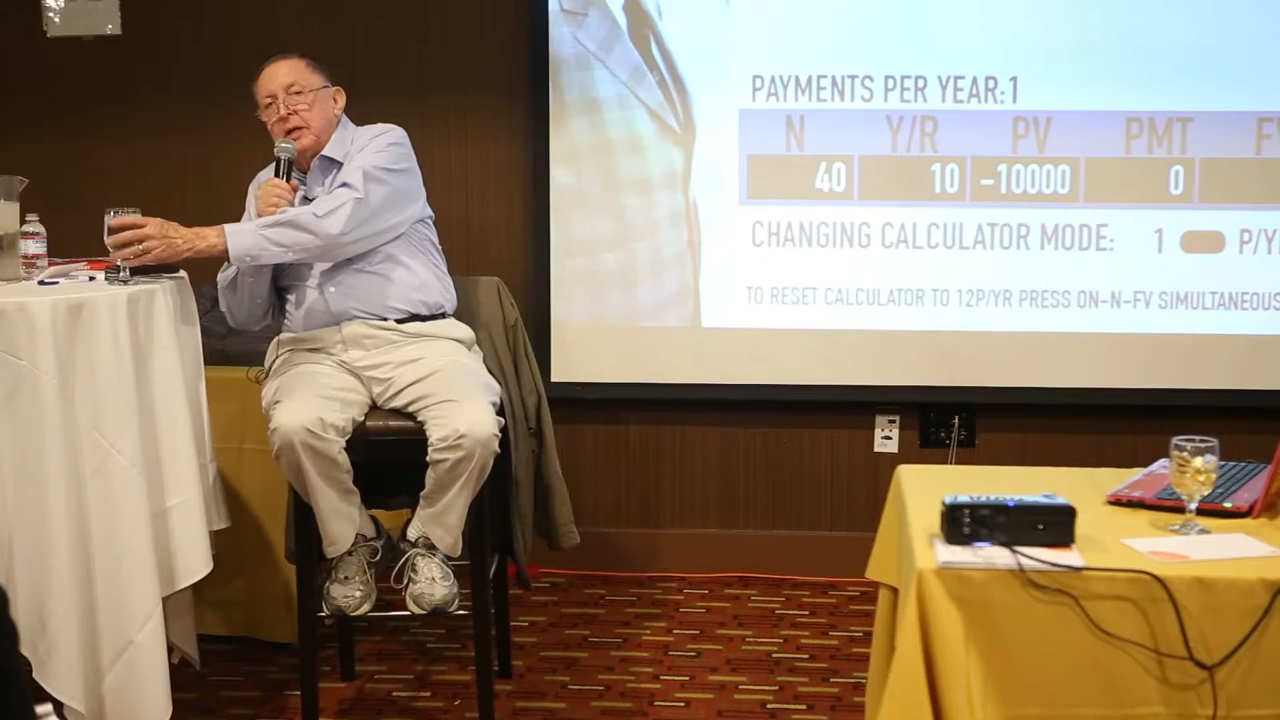 PAYMENTS PER YEAR:1
N Y/R PV PMT
40 10 -10000 0
CHANGING CALCULATOR MODE: 1 P/Y
TO RESET CALCULATOR TO 12P/YR PRESS ON-N-FV SIMULTANEOUS